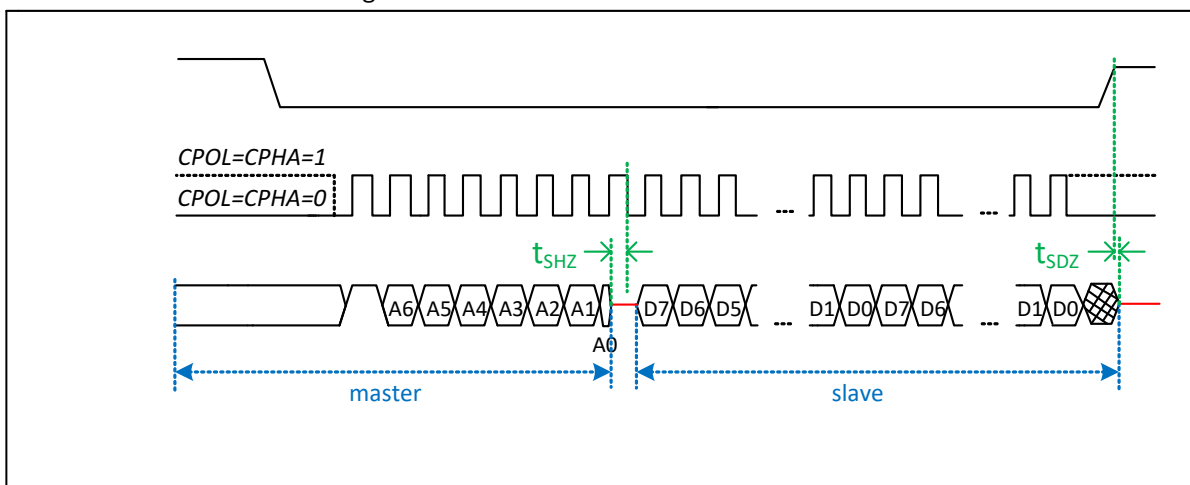 CPOL=CPHA=1
CPOL=CPHA=0
tSHZ tSDZ
A6 A5 A4 A3 A2 A1 D7 D6 D5 ... D1 D0 D7 D6 ... D1 D0
A0
master slave